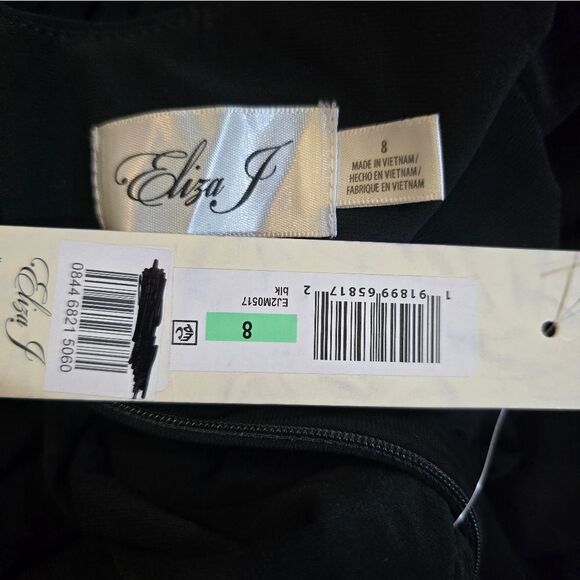 Eliza J
8
MADE IN VIETNAM/
HECHO EN VIETNAM/
FABRIQUE EN VIETNAM
Eliza J
0844 6821 5060
EJ2M0517
blk
8
1 91899 65817 2